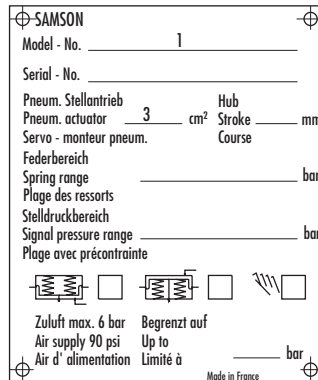 SAMSON
Model - No. 1
Serial - No.
Pneum. Stellantrieb Hub
Pneum. actuator 3 cm² Stroke mm
Servo - monteur pneum. Course
Federbereich
Spring range bar
Plage des ressorts
Stelldruckbereich
Signal pressure range bar
Plage avec précontrainte
Zuluft max. 6 bar Begrenzt auf
Air supply 90 psi Up to
Air d' alimentation Limité à bar
Made in France